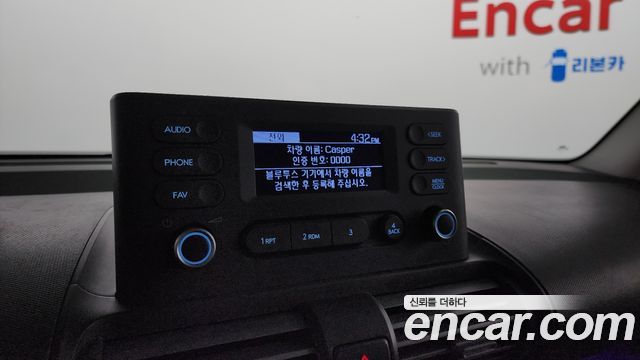 Encar
with 리본카
AUDIO
PHONE
FAV
전화 4:32 PM
차량 이름: Casper
인증 번호: 0000
블루투스 기기에서 차량 이름을
검색한 후 등록해 주십시오.
<SEEK
TRACK>
MENU
CLOCK
1 RPT
2 RDM
3
4
BACK
신뢰를 더하다
encar.com